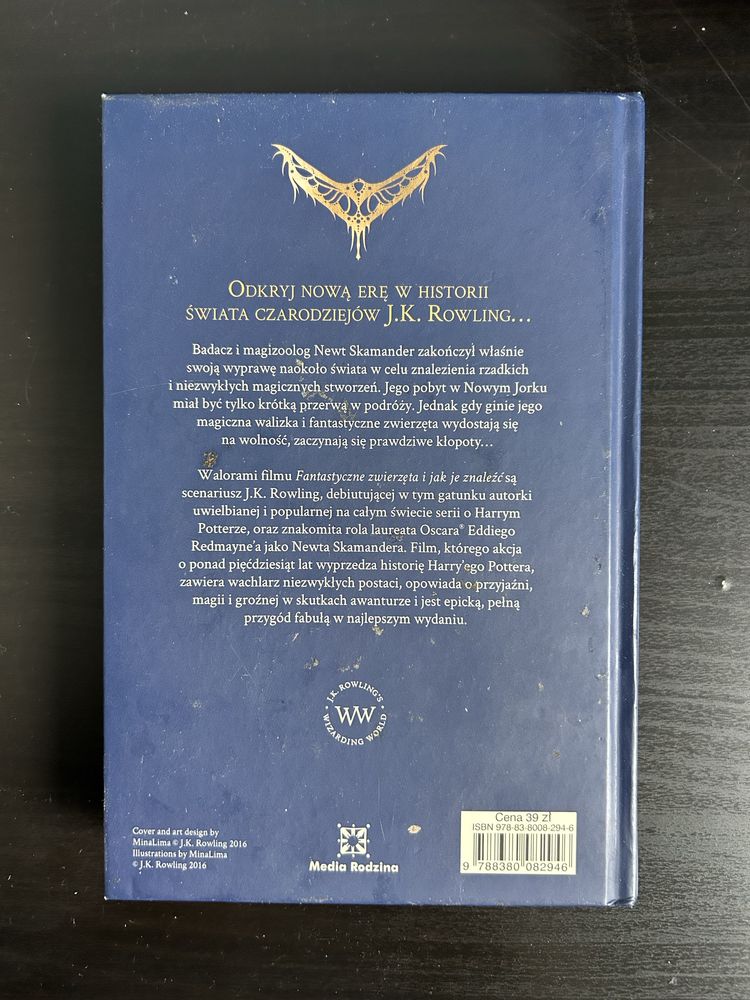 Odkryj nową erę w historii
świata czarodziejów J.K. Rowling...
Badacz i magizoolog Newt Skamander zakończył właśnie
swoją wyprawę naokoło świata w celu znalezienia rzadkich
i niezwykłych magicznych stworzeń. Jego pobyt w Nowym Jorku
miał być tylko krótką przerwą w podróży. Jednak gdy ginie jego
magiczna walizka i fantastyczne zwierzęta wydostają się
na wolność, zaczynają się prawdziwe kłopoty...
Walorami filmu Fantastyczne zwierzęta i jak je znaleźć są
scenariusz J.K. Rowling, debiutującej w tym gatunku autorki
uwielbianej i popularnej na całym świecie serii o Harrym
Potterze, oraz znakomita rola laureata Oscara® Eddiego
Redmayne'a jako Newta Skamandera. Film, którego akcja
o ponad pięćdziesiąt lat wyprzedza historię Harry'ego Pottera,
zawiera wachlarz niezwykłych postaci, opowiada o przyjaźni,
magii i groźnej w skutkach awanturze i jest epicką, pełną
przygód fabułą w najlepszym wydaniu.
J.K. ROWLING'S
WW
WIZARDING WORLD
Cover and art design by
MinaLima © J.K. Rowling 2016
Illustrations by MinaLima
© J.K. Rowling 2016
Media Rodzina
Cena 39 zł
ISBN 978-83-8008-294-6
9 788380 082946